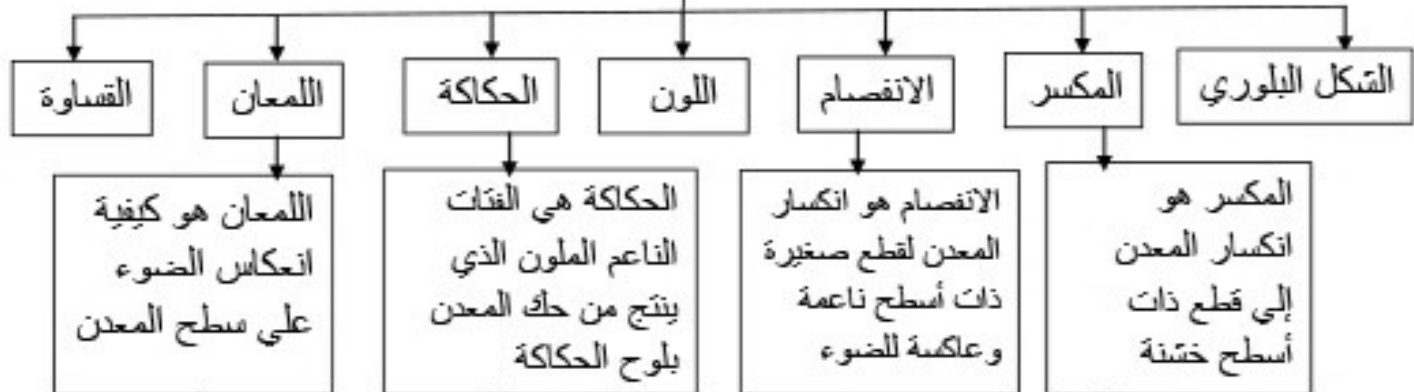 الشكل البلوري
المكسر
الانفصام
اللون
الحكاكة
اللمعان
القساوة
المكسر هو
انكسار المعدن
إلي قطع ذات
أسطح خشنة
الانفصام هو انكسار
المعدن لقطع صغيرة
ذات أسطح ناعمة
وعاكسة للضوء
الحكاكة هي الفتات
الناعم الملون الذي
ينتج من حك المعدن
بلوح الحكاكة
اللمعان هو كيفية
انعكاس الضوء
علي سطح المعدن